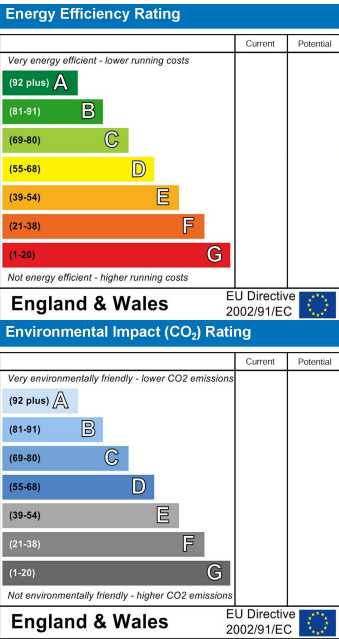 Energy Efficiency Rating
Current Potential
Very energy efficient - lower running costs
(92 plus) A
(81-91) B
(69-80) C
(55-68) D
(39-54) E
(21-38) F
(1-20) G
Not energy efficient - higher running costs
England & Wales
EU Directive
2002/91/EC
Environmental Impact (CO₂) Rating
Current Potential
Very environmentally friendly - lower CO2 emissions
(92 plus) A
(81-91) B
(69-80) C
(55-68) D
(39-54) E
(21-38) F
(1-20) G
Not environmentally friendly - higher CO2 emissions
England & Wales
EU Directive
2002/91/EC